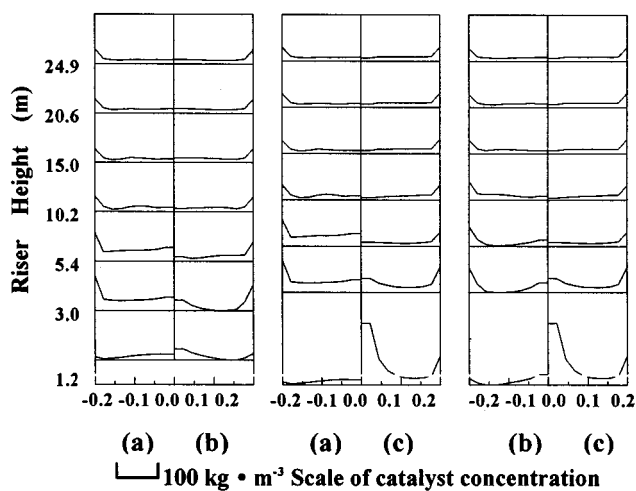 Riser Height (m)
24.9
20.6
15.0
10.2
5.4
3.0
1.2
-0.2 -0.1 0.0 0.1 0.2 -0.2 -0.1 0.0 0.1 0.2 -0.2 -0.1 0.0 0.1 0.2
(a) (b) (a) (c) (b) (c)
100 kg • m⁻³ Scale of catalyst concentration